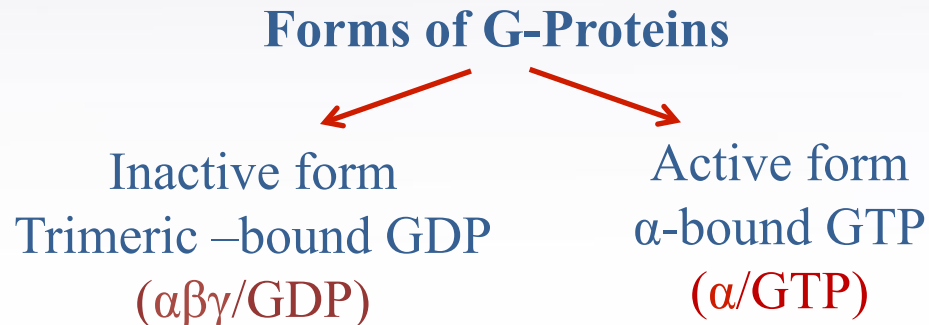 Forms of G-Proteins
Inactive form
Trimeric –bound GDP
(αβγ/GDP)
Active form
α-bound GTP
(α/GTP)